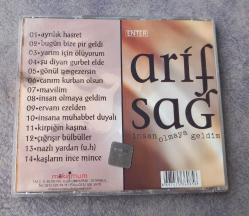 ENTER
arif
sağ
insan olmaya geldim
01•ayrılık hasret
02•bugün bize pir geldi
03•yarim için ölüyorum
04•şu diyarı gurbet elde
05•gönül
06•canım kurban olsun
07•mavilim
08•insan olmaya geldim
09•ervahı ezelden
10•insana muhabbet duyalı
11•kirpiğin kaşına
12•çığrışır bülbüller
13•nazlı yardan (u.h)
14•kaşların ince mince